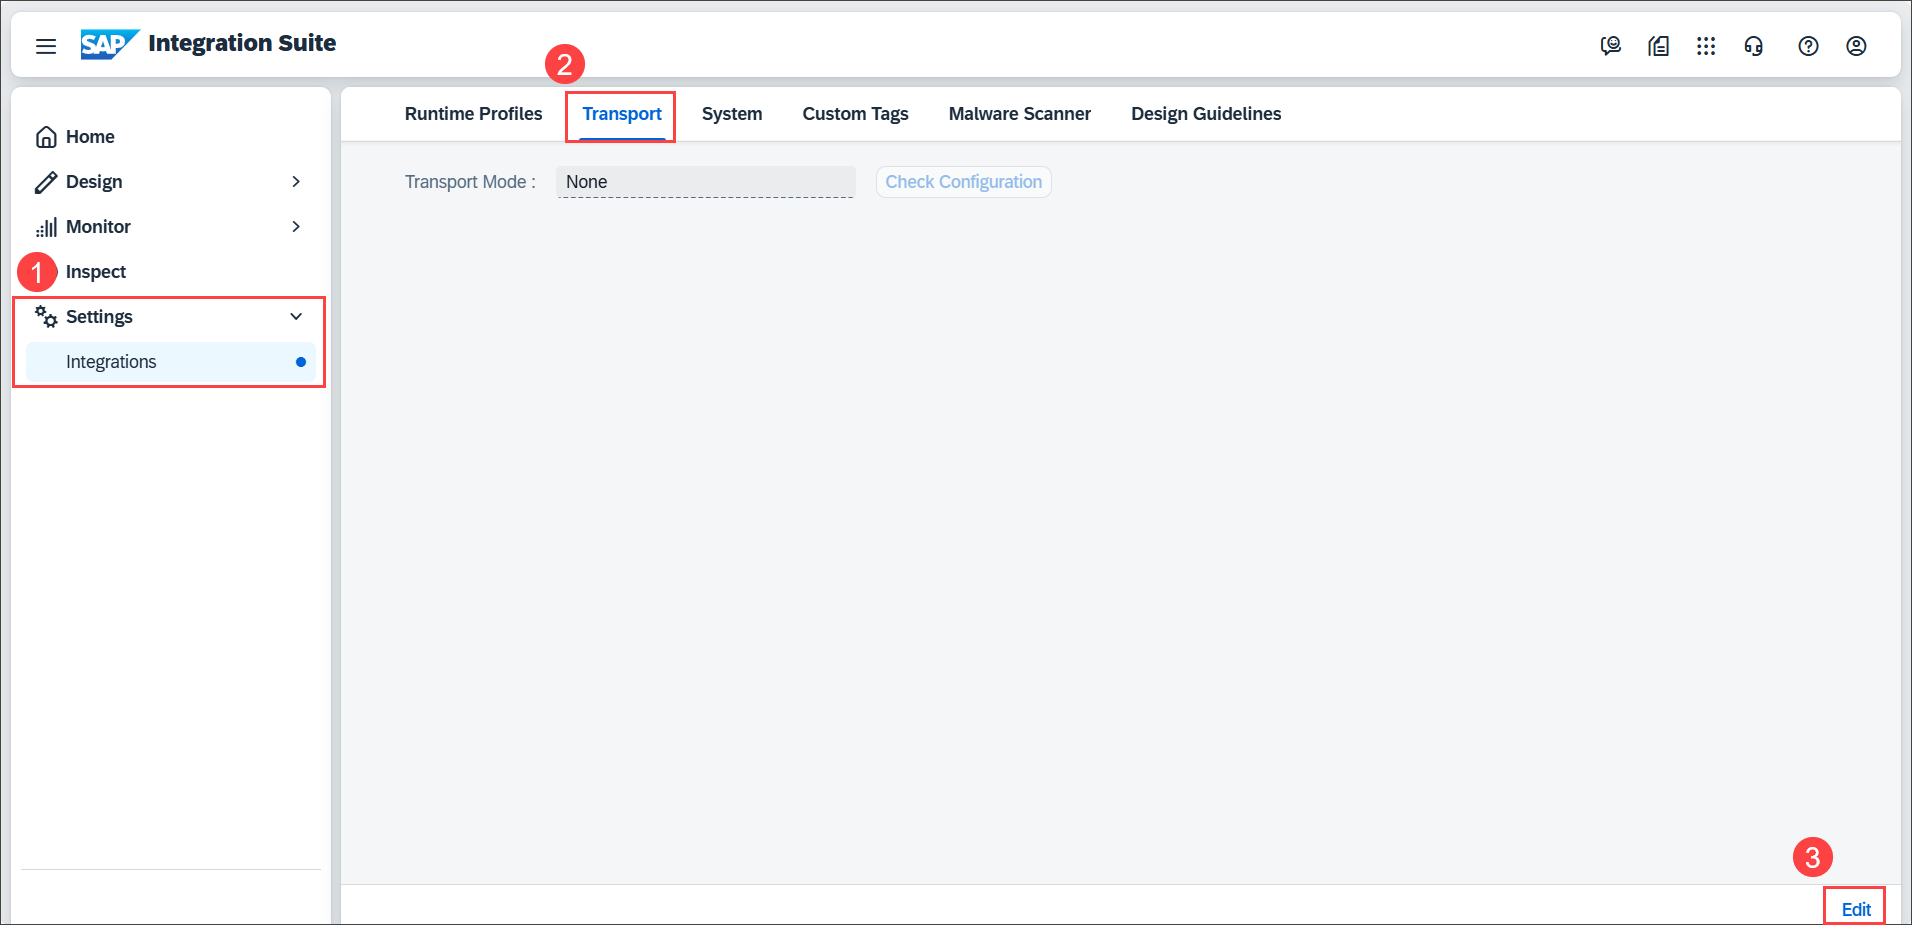 SAP Integration Suite
2
Runtime Profiles Transport System Custom Tags Malware Scanner Design Guidelines
Home
Transport Mode : None Check Configuration
Design
Monitor
1 Inspect
Settings
Integrations
3
Edit